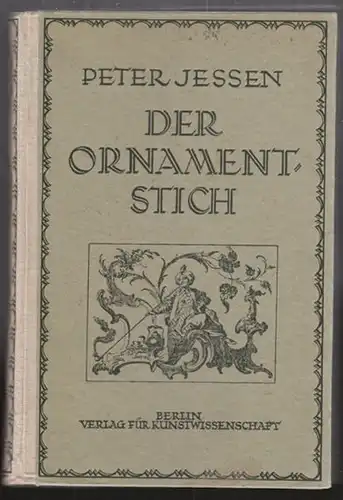 PETER JESSEN
DER
ORNAMENT-
STICH
BERLIN
VERLAG FÜR KUNSTWISSENSCHAFT